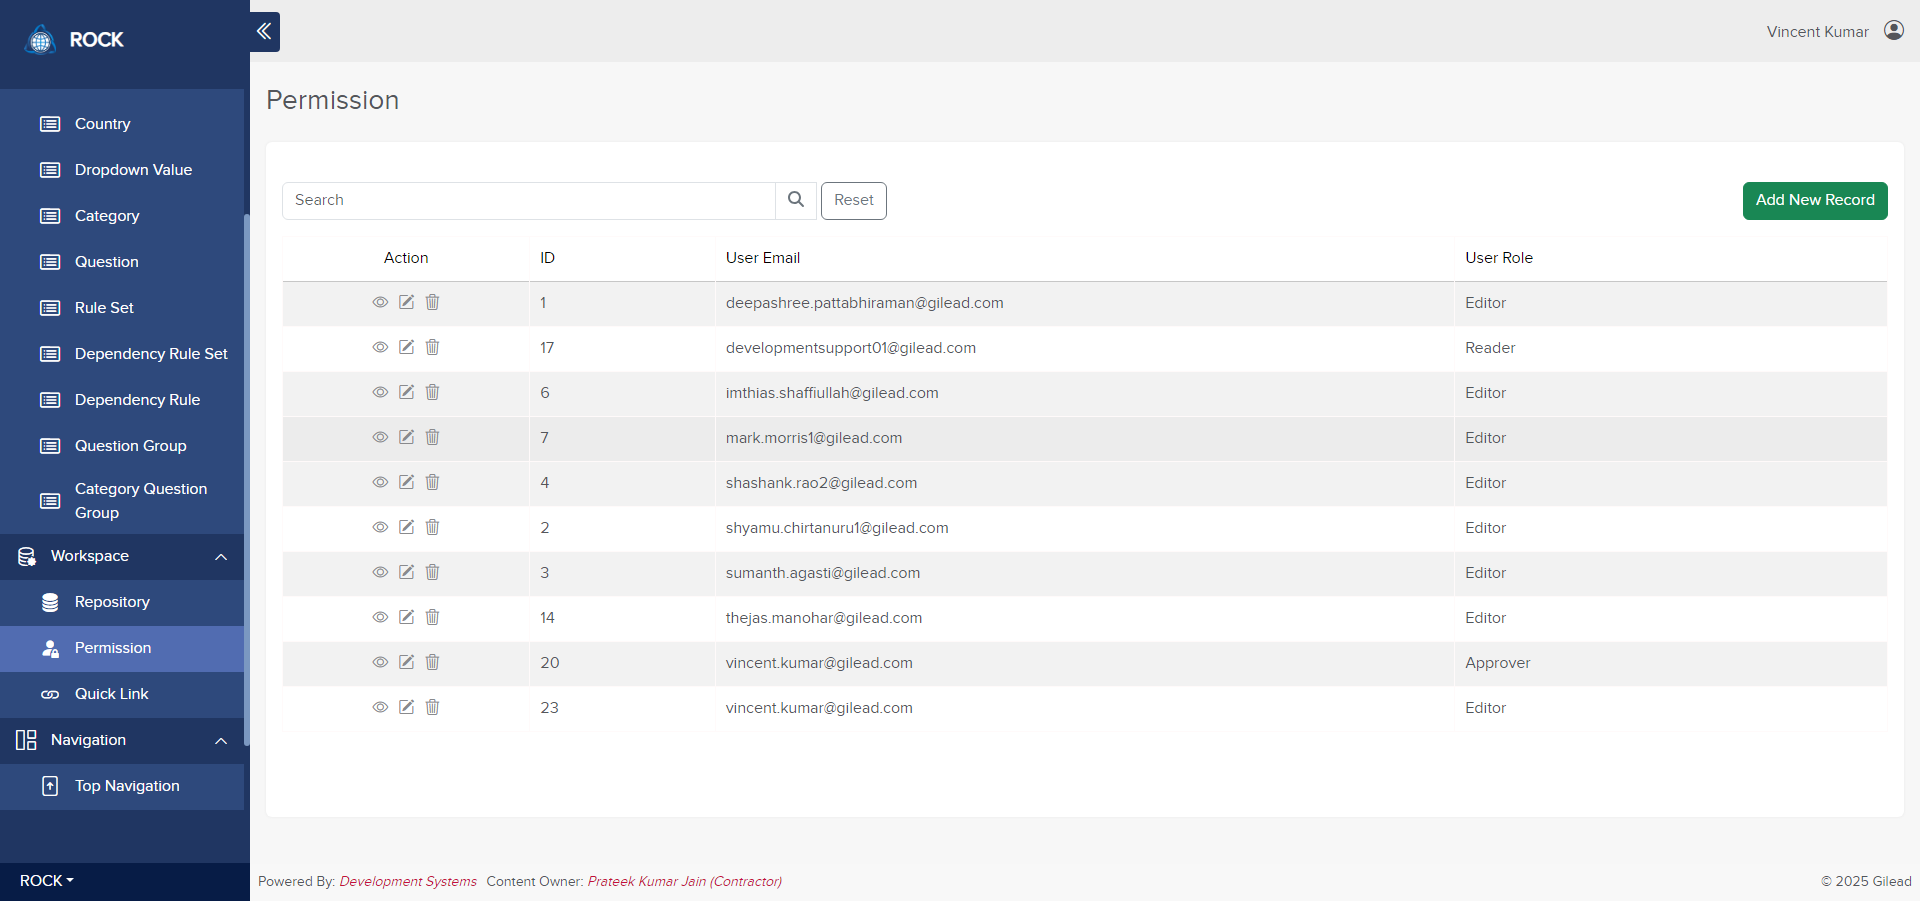 ROCK
Vincent Kumar
Country
Dropdown Value
Category
Question
Rule Set
Dependency Rule Set
Dependency Rule
Question Group
Category Question
Group
Workspace
Repository
Permission
Quick Link
Navigation
Top Navigation
ROCK
Permission
Search
Reset
Add New Record
Action ID User Email User Role
1 deepashree.pattabhiraman@gilead.com Editor
17 developmentsupport01@gilead.com Reader
6 imthias.shaffiullah@gilead.com Editor
7 mark.morris1@gilead.com Editor
4 shashank.rao2@gilead.com Editor
2 shyamu.chirtanuru1@gilead.com Editor
3 sumanth.agasti@gilead.com Editor
14 thejas.manohar@gilead.com Editor
20 vincent.kumar@gilead.com Approver
23 vincent.kumar@gilead.com Editor
Powered By: Development Systems Content Owner: Prateek Kumar Jain (Contractor)
© 2025 Gilead